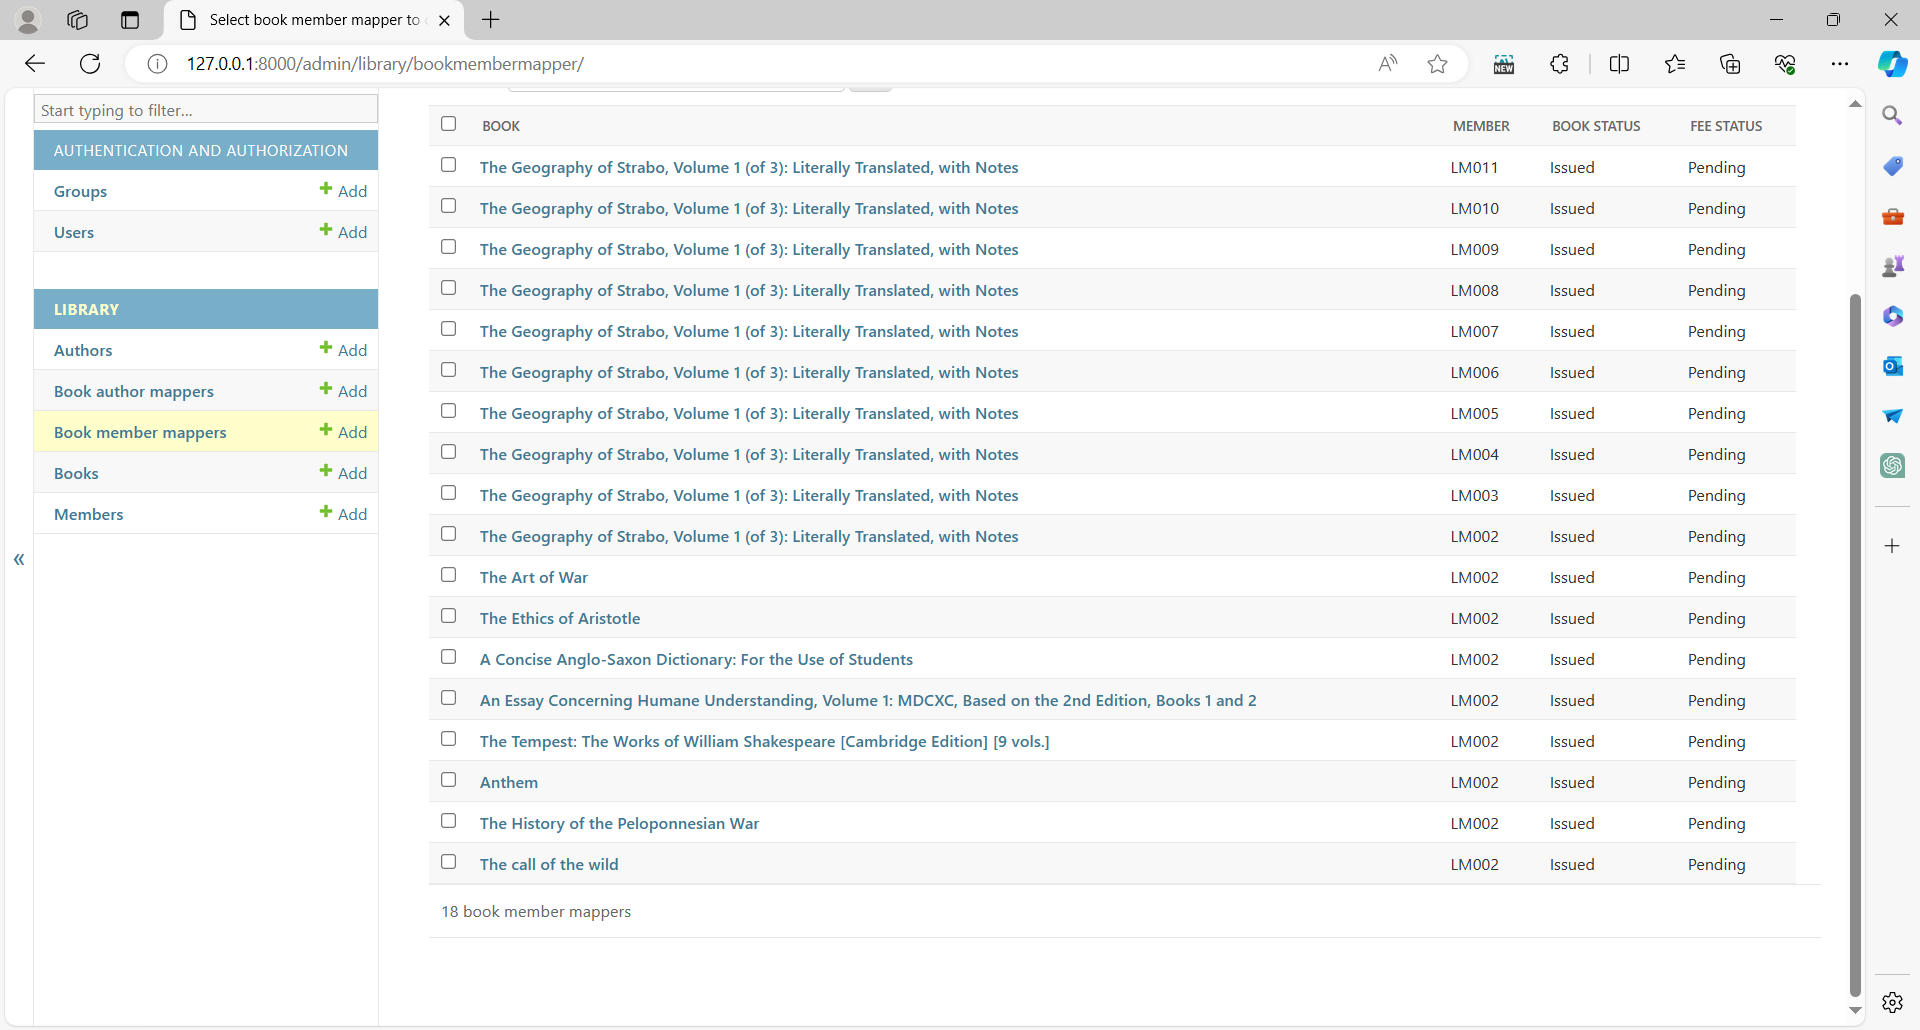 Select book member mapper to
127.0.0.1:8000/admin/library/bookmembermapper/
Start typing to filter...
AUTHENTICATION AND AUTHORIZATION
Groups Add
Users Add
LIBRARY
Authors Add
Book author mappers Add
Book member mappers Add
Books Add
Members Add
«
BOOK MEMBER BOOK STATUS FEE STATUS
The Geography of Strabo, Volume 1 (of 3): Literally Translated, with Notes LM011 Issued Pending
The Geography of Strabo, Volume 1 (of 3): Literally Translated, with Notes LM010 Issued Pending
The Geography of Strabo, Volume 1 (of 3): Literally Translated, with Notes LM009 Issued Pending
The Geography of Strabo, Volume 1 (of 3): Literally Translated, with Notes LM008 Issued Pending
The Geography of Strabo, Volume 1 (of 3): Literally Translated, with Notes LM007 Issued Pending
The Geography of Strabo, Volume 1 (of 3): Literally Translated, with Notes LM006 Issued Pending
The Geography of Strabo, Volume 1 (of 3): Literally Translated, with Notes LM005 Issued Pending
The Geography of Strabo, Volume 1 (of 3): Literally Translated, with Notes LM004 Issued Pending
The Geography of Strabo, Volume 1 (of 3): Literally Translated, with Notes LM003 Issued Pending
The Geography of Strabo, Volume 1 (of 3): Literally Translated, with Notes LM002 Issued Pending
The Art of War LM002 Issued Pending
The Ethics of Aristotle LM002 Issued Pending
A Concise Anglo-Saxon Dictionary: For the Use of Students LM002 Issued Pending
An Essay Concerning Humane Understanding, Volume 1: MDCXC, Based on the 2nd Edition, Books 1 and 2 LM002 Issued Pending
The Tempest: The Works of William Shakespeare [Cambridge Edition] [9 vols.] LM002 Issued Pending
Anthem LM002 Issued Pending
The History of the Peloponnesian War LM002 Issued Pending
The call of the wild LM002 Issued Pending
18 book member mappers
NEW